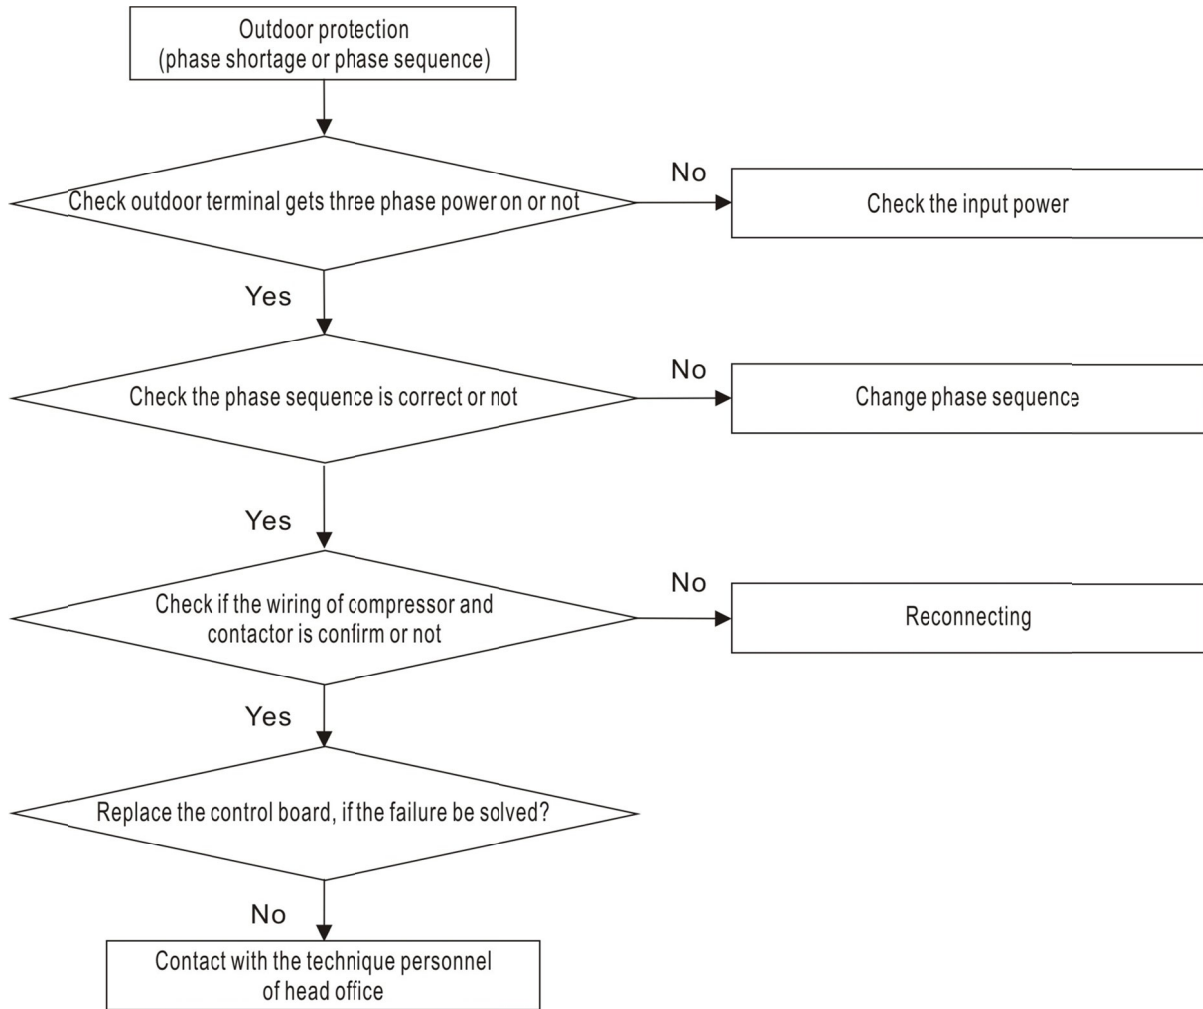 Outdoor protection
(phase shortage or phase sequence)
Check outdoor terminal gets three phase power on or not
No
Check the input power
Yes
Check the phase sequence is correct or not
No
Change phase sequence
Yes
Check if the wiring of compressor and
contactor is confirm or not
No
Reconnecting
Yes
Replace the control board, if the failure be solved?
No
Contact with the technique personnel
of head office